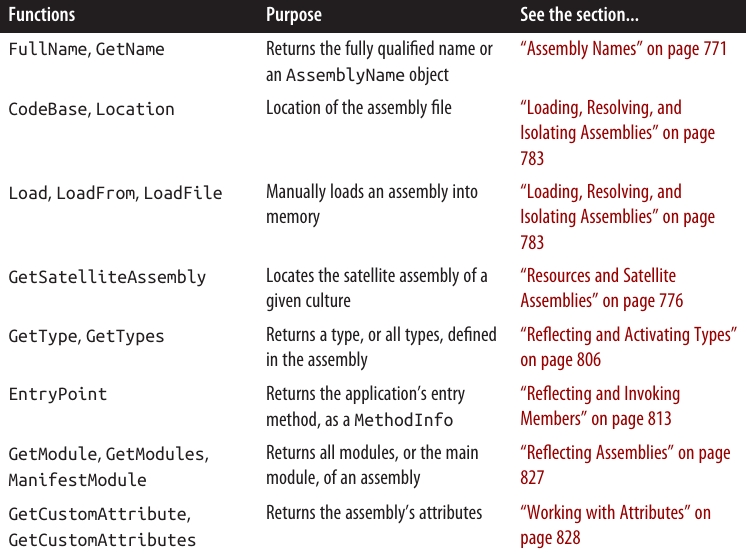 Functions Purpose See the section...
FullName, GetName Returns the fully qualified name or “Assembly Names” on page 771
an AssemblyName object
CodeBase, Location Location of the assembly file “Loading, Resolving, and
Isolating Assemblies” on page
783
Load, LoadFrom, LoadFile Manually loads an assembly into “Loading, Resolving, and
memory Isolating Assemblies” on page
783
GetSatelliteAssembly Locates the satellite assembly of a “Resources and Satellite
given culture Assemblies” on page 776
GetType, GetTypes Returns a type, or all types, defined “Reflecting and Activating Types”
in the assembly on page 806
EntryPoint Returns the application’s entry “Reflecting and Invoking
method, as a MethodInfo Members” on page 813
GetModule, GetModules, Returns all modules, or the main “Reflecting Assemblies” on page
ManifestModule module, of an assembly 827
GetCustomAttribute, Returns the assembly’s attributes “Working with Attributes” on
GetCustomAttributes page 828